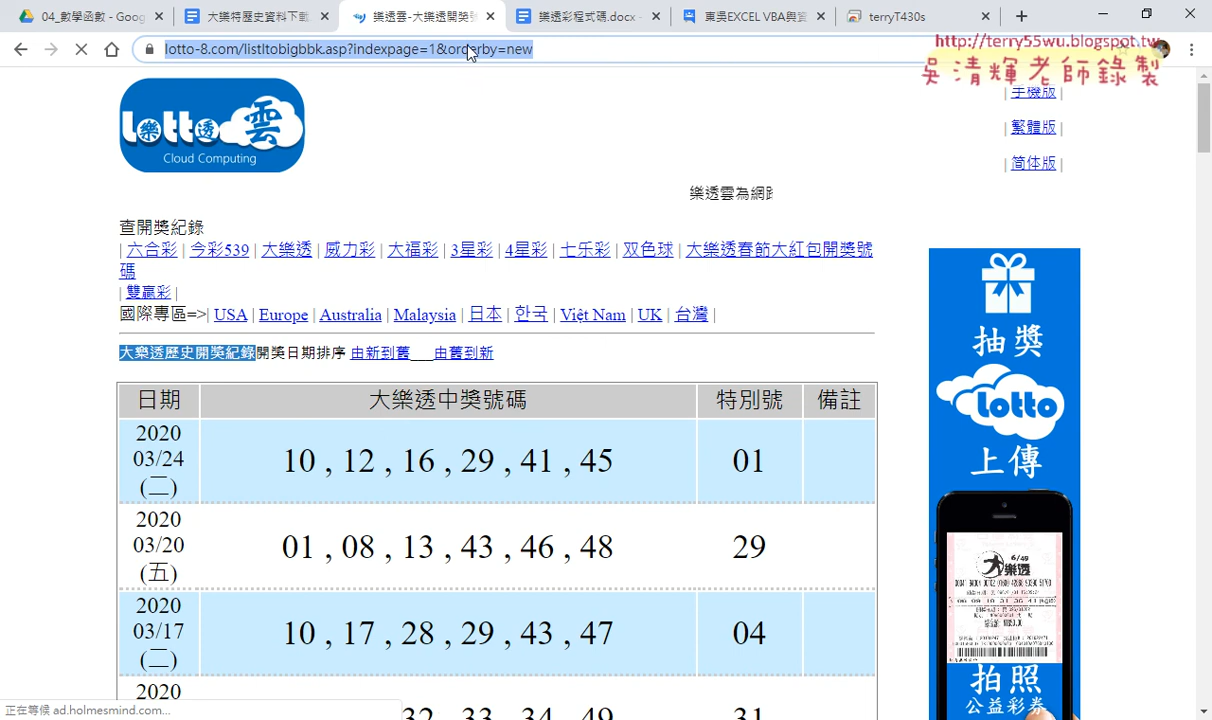 04_數學函數 - Goog
大樂特歷史資料下載
樂透雲-大樂透開獎號
樂透彩程式碼.docx -
東吳EXCEL VBA與資
terryT430s
lotto-8.com/listltobigbbk.asp?indexpage=1&orderby=new
http://terry55wu.blogspot.tw
吳清輝老師錄製
| 手機版 |
| 繁體版 |
| 简体版 |
lotto 樂透 雲
Cloud Computing
樂透雲為網路
查開獎紀錄
| 六合彩 | 今彩539 | 大樂透 | 威力彩 | 大福彩 | 3星彩 | 4星彩 | 七乐彩 | 双色球 | 大樂透春節大紅包開獎號
碼
| 雙贏彩 |
國際專區=>| USA | Europe | Australia | Malaysia | 日本 | 한국 | Việt Nam | UK | 台灣 |
大樂透歷史開獎紀錄開獎日期排序 由新到舊 由舊到新
日期 大樂透中獎號碼 特別號 備註
2020
03/24
(二)
10 , 12 , 16 , 29 , 41 , 45 01
2020
03/20
(五)
01 , 08 , 13 , 43 , 46 , 48 29
2020
03/17
(二)
10 , 17 , 28 , 29 , 43 , 47 04
2020
32 , 33 , 34 , 49 31
抽獎
lotto
上傳
6/49
樂透
拍照
公益彩券
正在等候 ad.holmesmind.com...